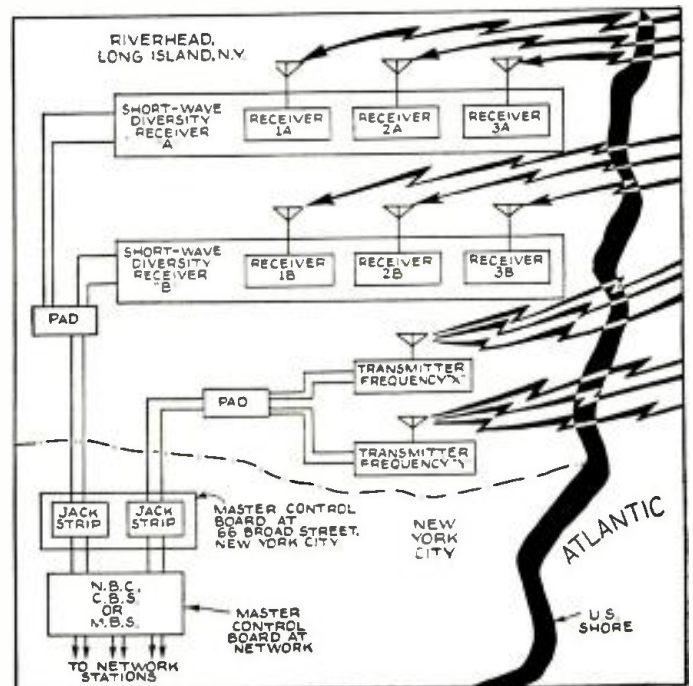 RIVERHEAD,
LONG ISLAND, N.Y.
SHORT-WAVE
DIVERSITY
RECEIVER
"A"
RECEIVER
1A
RECEIVER
2A
RECEIVER
3A
SHORT-WAVE
DIVERSITY
RECEIVER
"B"
RECEIVER
1B
RECEIVER
2B
RECEIVER
3B
PAD
TRANSMITTER
FREQUENCY "X"
PAD
TRANSMITTER
FREQUENCY "Y"
JACK
STRIP
JACK
STRIP
MASTER CONTROL
BOARD AT
66 BROAD STREET,
NEW YORK CITY
NEW
YORK
CITY
ATLANTIC
N.B.C.,
C.B.S.
OR
M.B.S.
MASTER
CONTROL
BOARD AT
NETWORK
U.S.
SHORE
TO NETWORK
STATIONS